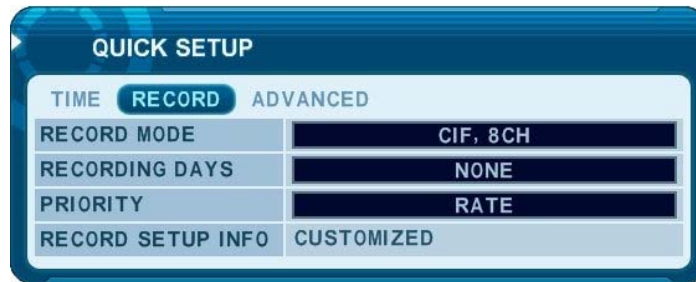 QUICK SETUP
TIME RECORD ADVANCED
RECORD MODE CIF, 8CH
RECORDING DAYS NONE
PRIORITY RATE
RECORD SETUP INFO CUSTOMIZED